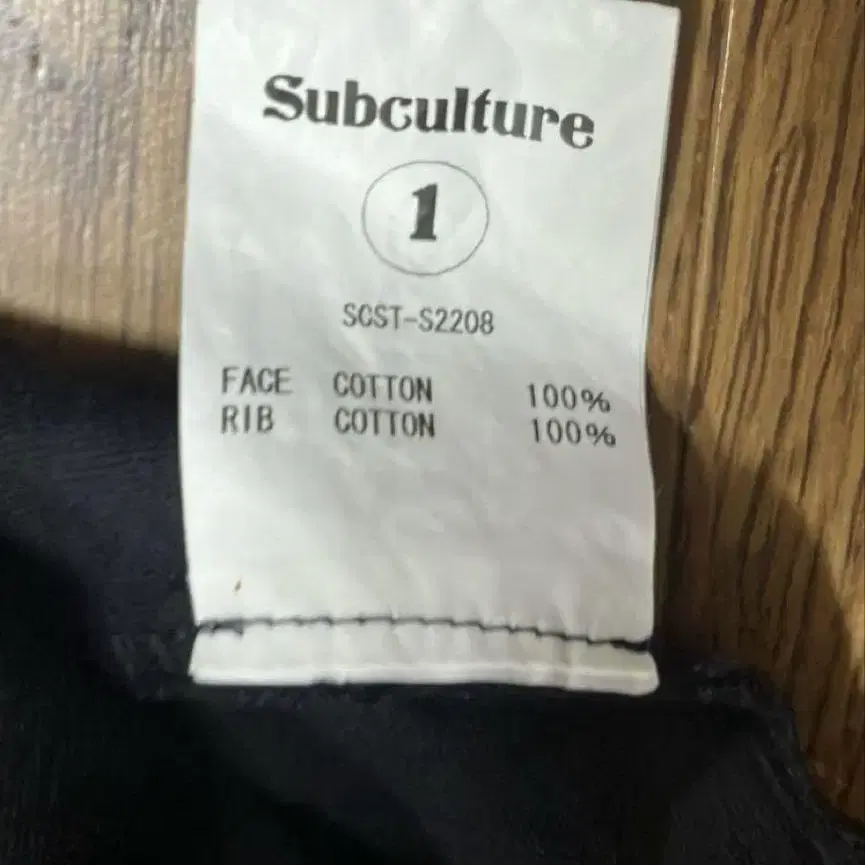 Subculture
1
SCST-S2208
FACE COTTON 100%
RIB COTTON 100%